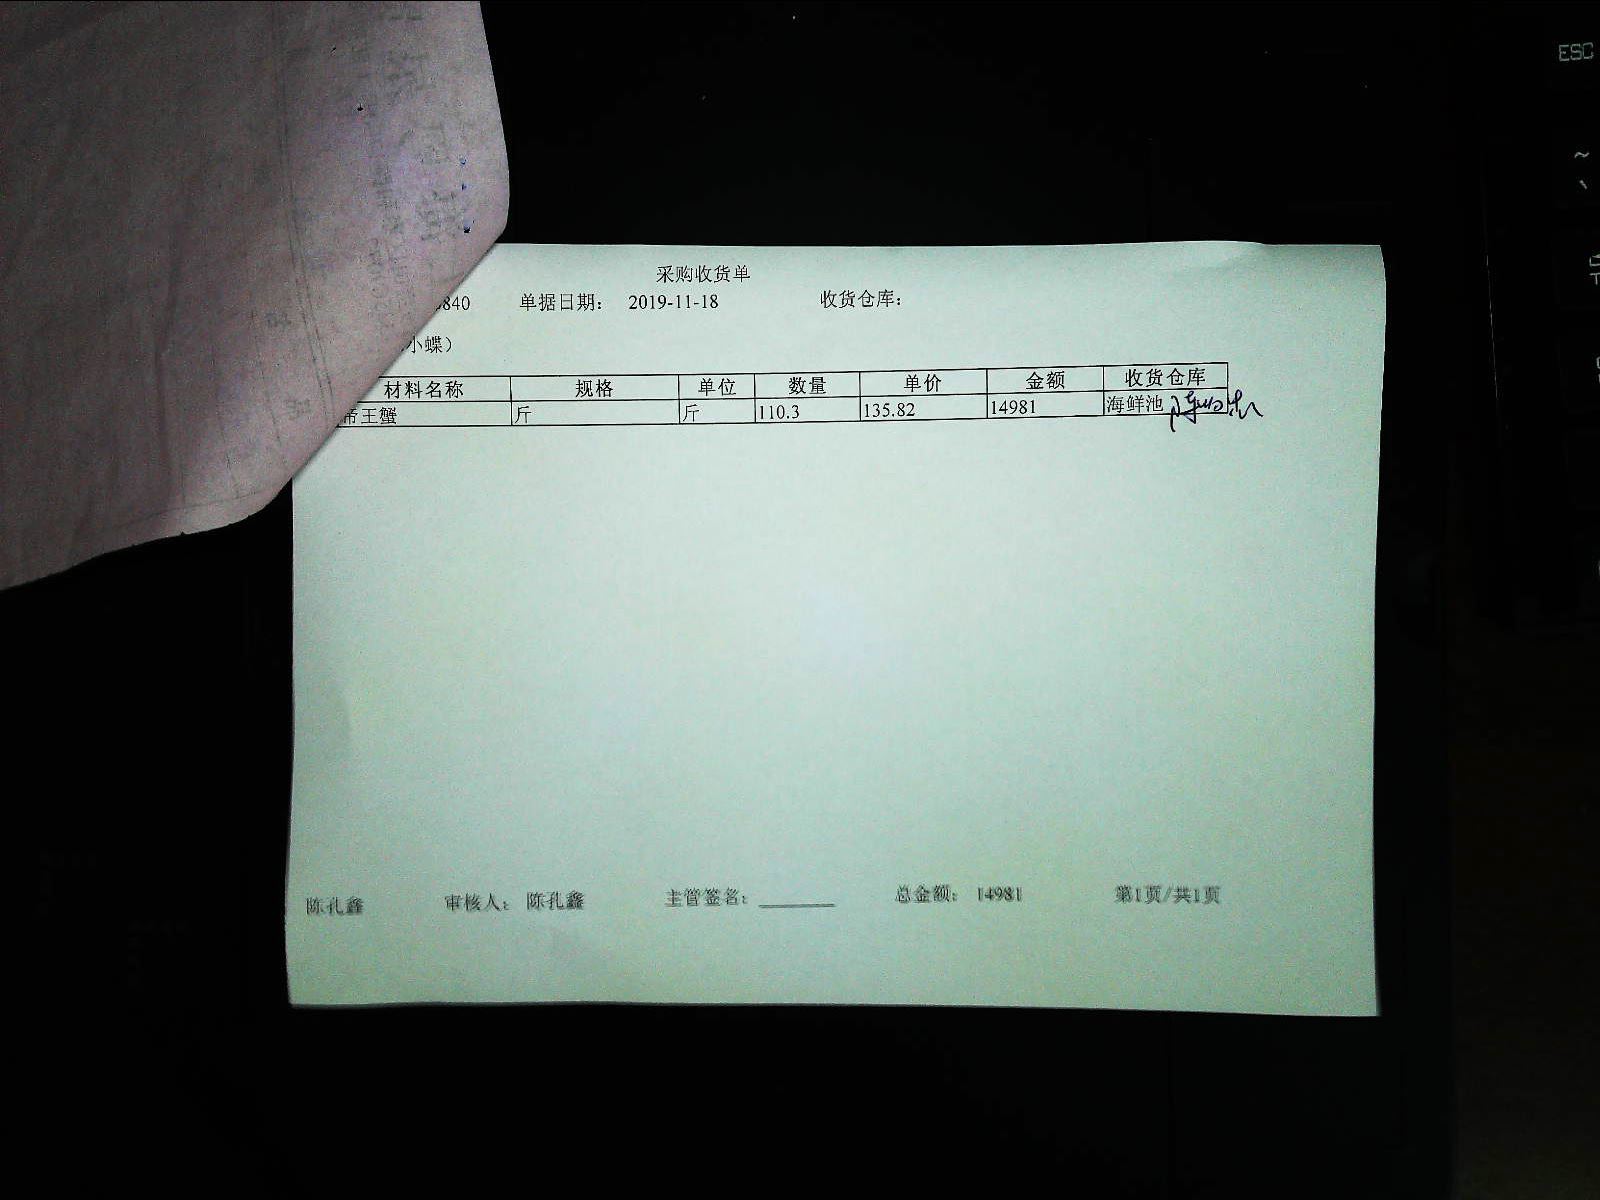 采购收货单
840 单据日期: 2019-11-18 收货仓库:
小蝶）
材料名称 规格 单位 数量 单价 金额 收货仓库
帝王蟹 斤 斤 110.3 135.82 14981 海鲜池
陈孔鑫 审核人: 陈孔鑫 主管签名: 总金额: 14981 第1页/共1页
ESC
~